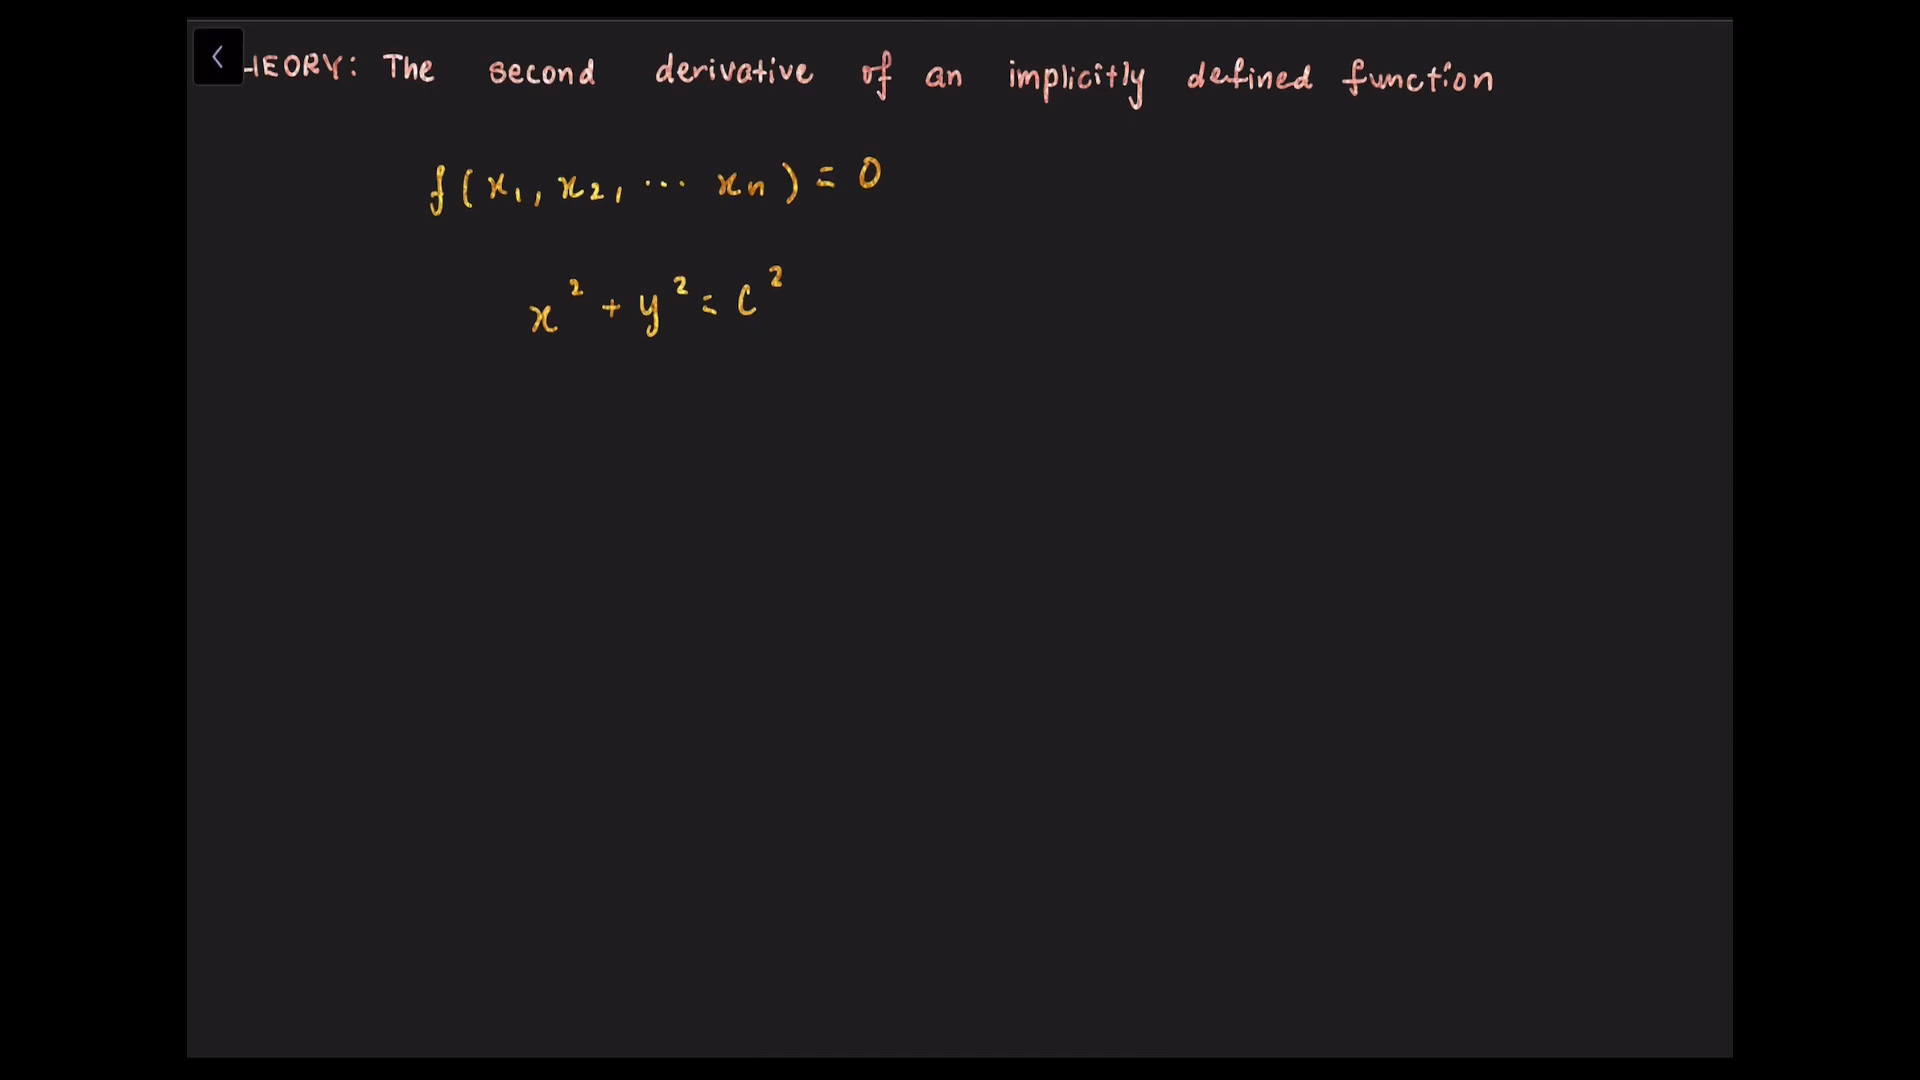 HEORY: The second derivative of an implicitly defined function
f(x₁, x₂, ... xₙ) = 0
x² + y² = c²